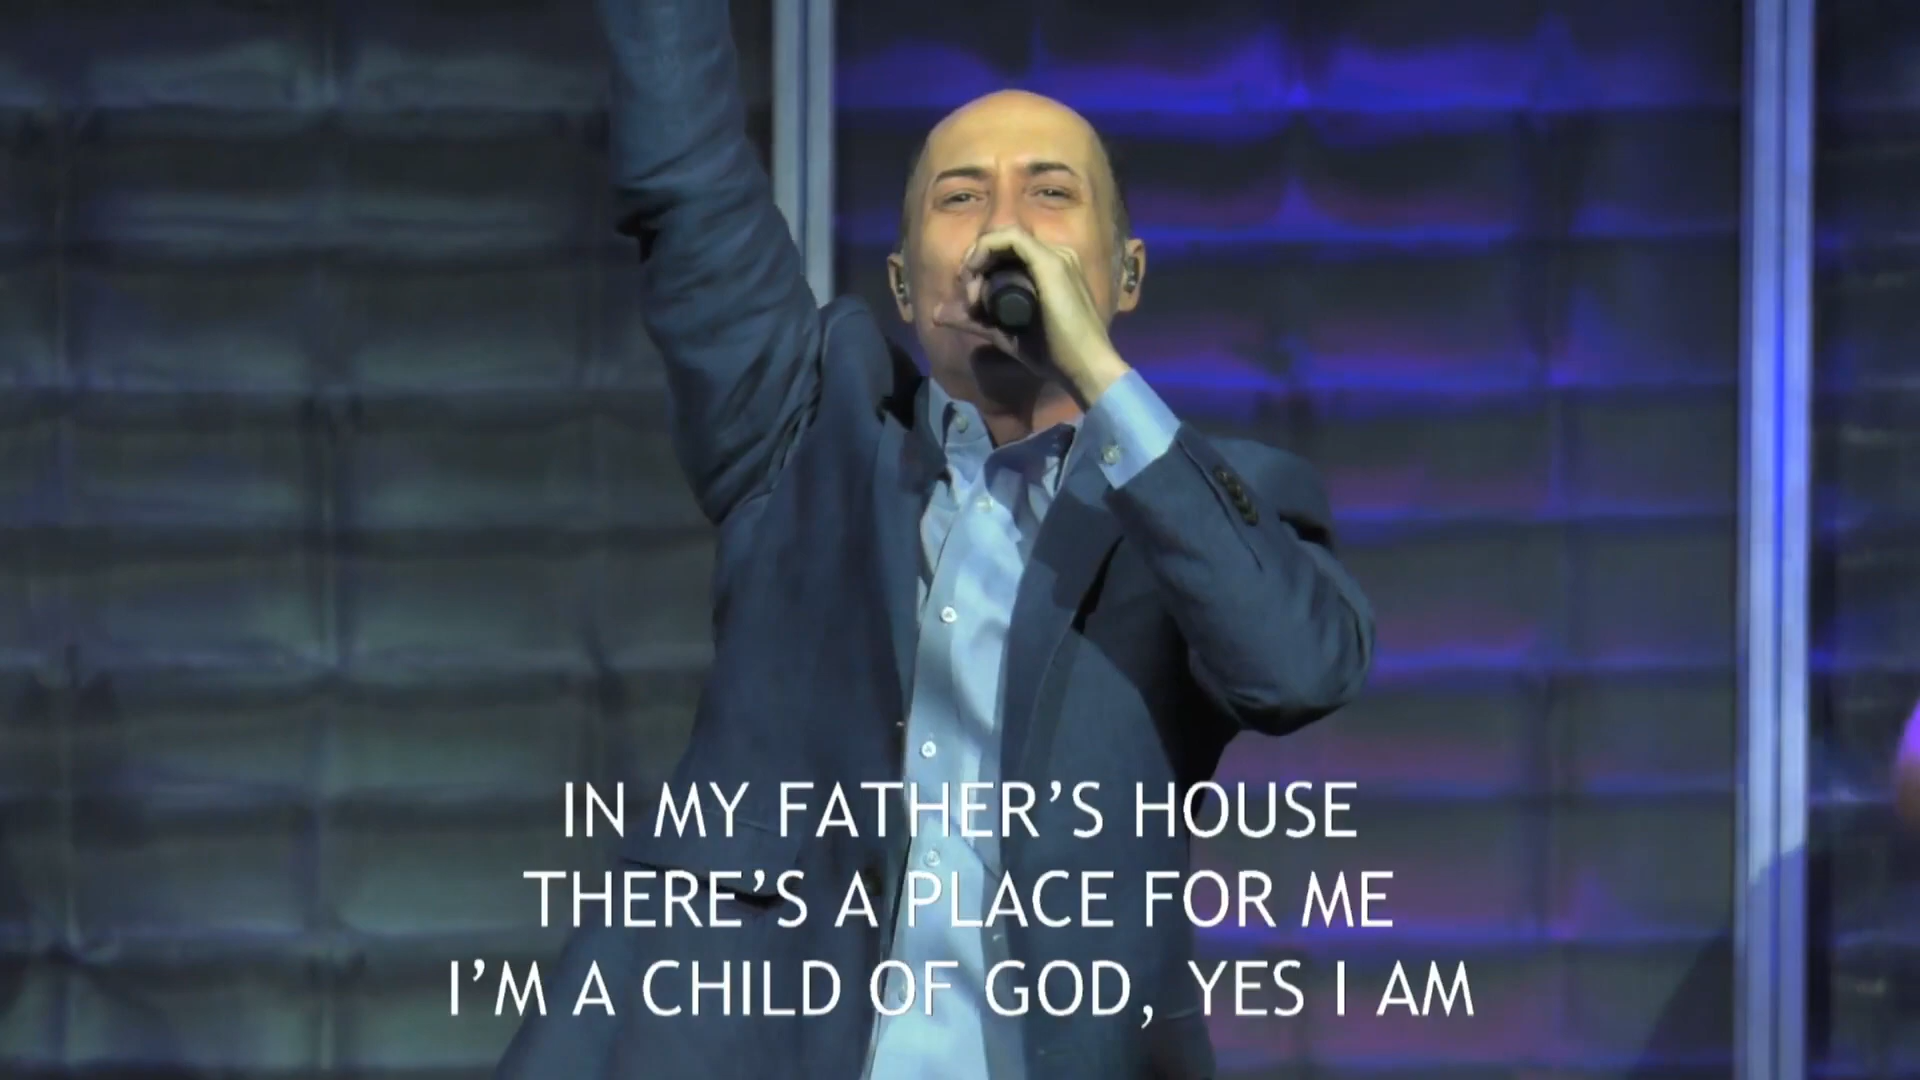 IN MY FATHER’S HOUSE
THERE’S A PLACE FOR ME
I’M A CHILD OF GOD, YES I AM